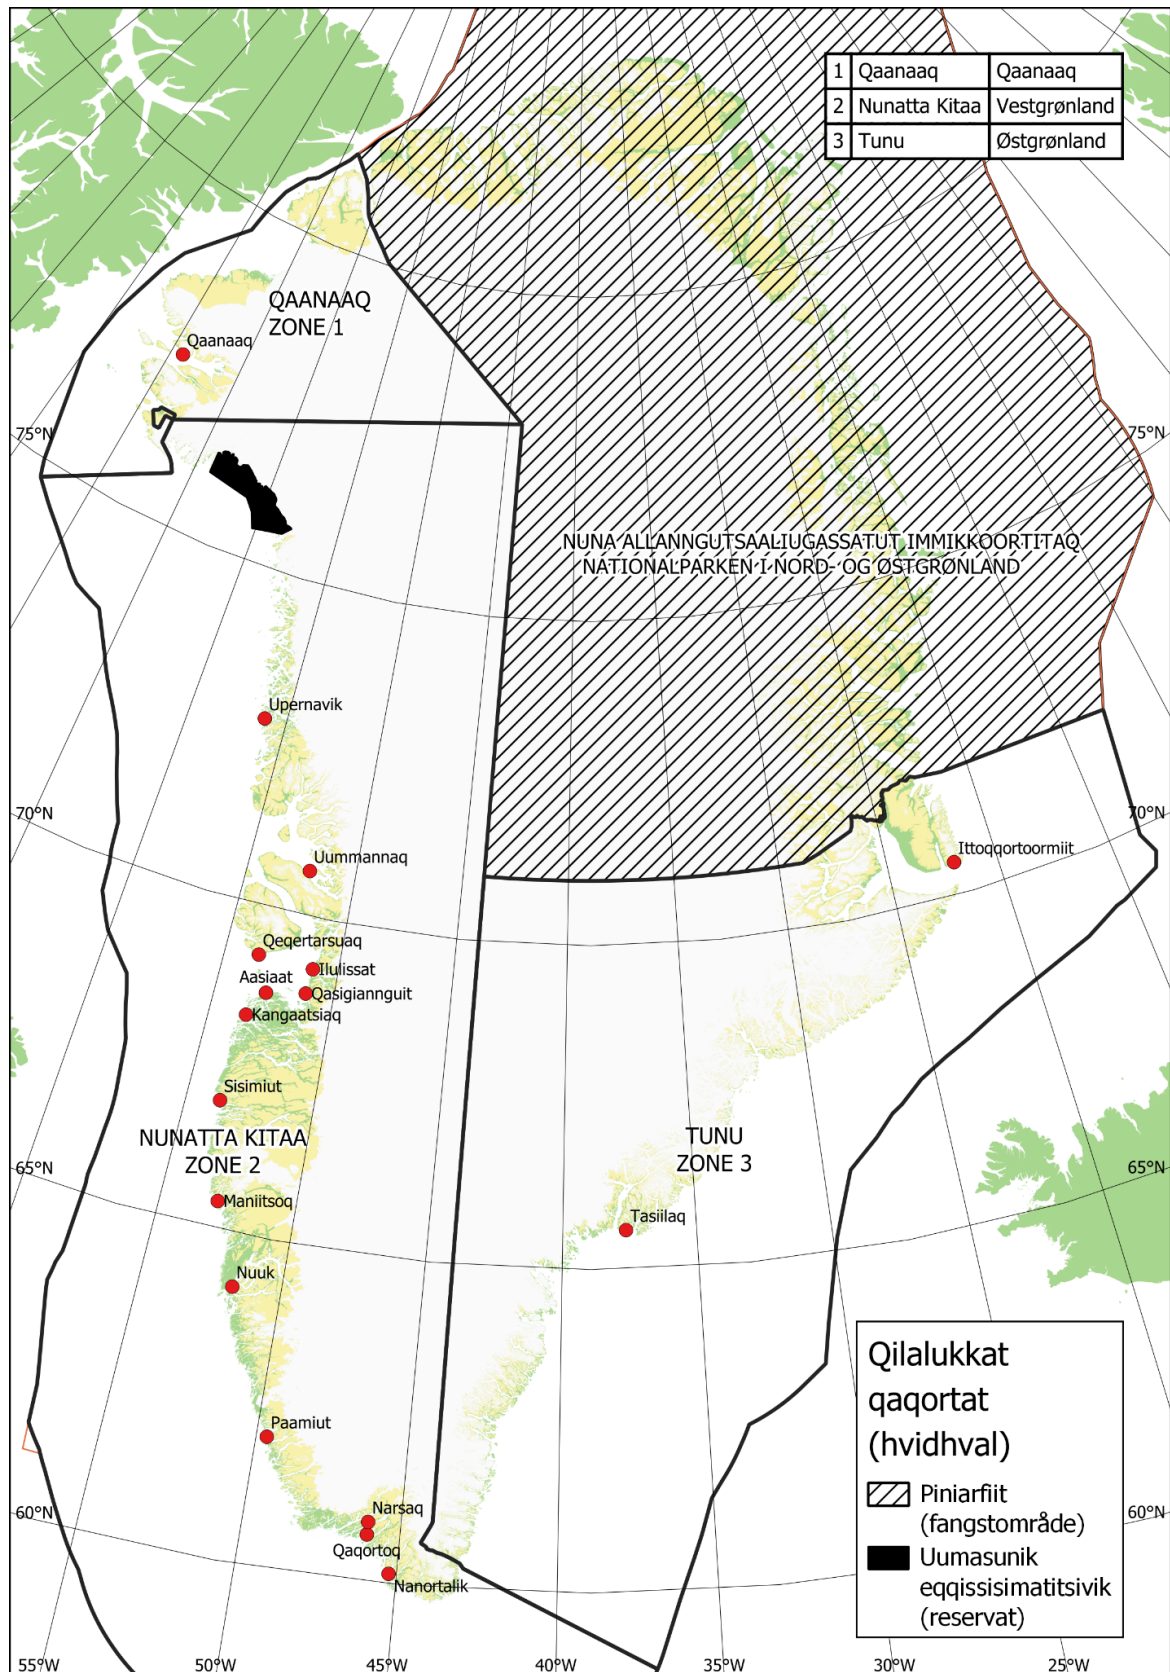 1 Qaanaaq Qaanaaq
2 Nunatta Kitaa Vestgrønland
3 Tunu Østgrønland
QAANAAQ
ZONE 1
Qaanaaq
75°N
75°N
NUNA ALLANNGUTSAALIUGASSATUT IMMIKKOORTITAQ
NATIONALPARKEN I NORD- OG ØSTGRØNLAND
Upernavik
70°N
70°N
Ittoqqortoormiit
Uummannaq
Qeqertarsuaq
Ilulissat
Aasiaat
Qasigiannguit
Kangaatsiaq
Sisimiut
NUNATTA KITAA
ZONE 2
TUNU
ZONE 3
65°N
65°N
Maniitsoq
Tasiilaq
Nuuk
Paamiut
Narsaq
Qaqortoq
Nanortalik
60°N
60°N
Qilalukkat
qaqortat
(hvidhval)
Piniarfiit
(fangstområde)
Uumasunik
eqqissisimatitsivik
(reservat)
55°W 50°W 45°W 40°W 35°W 30°W 25°W